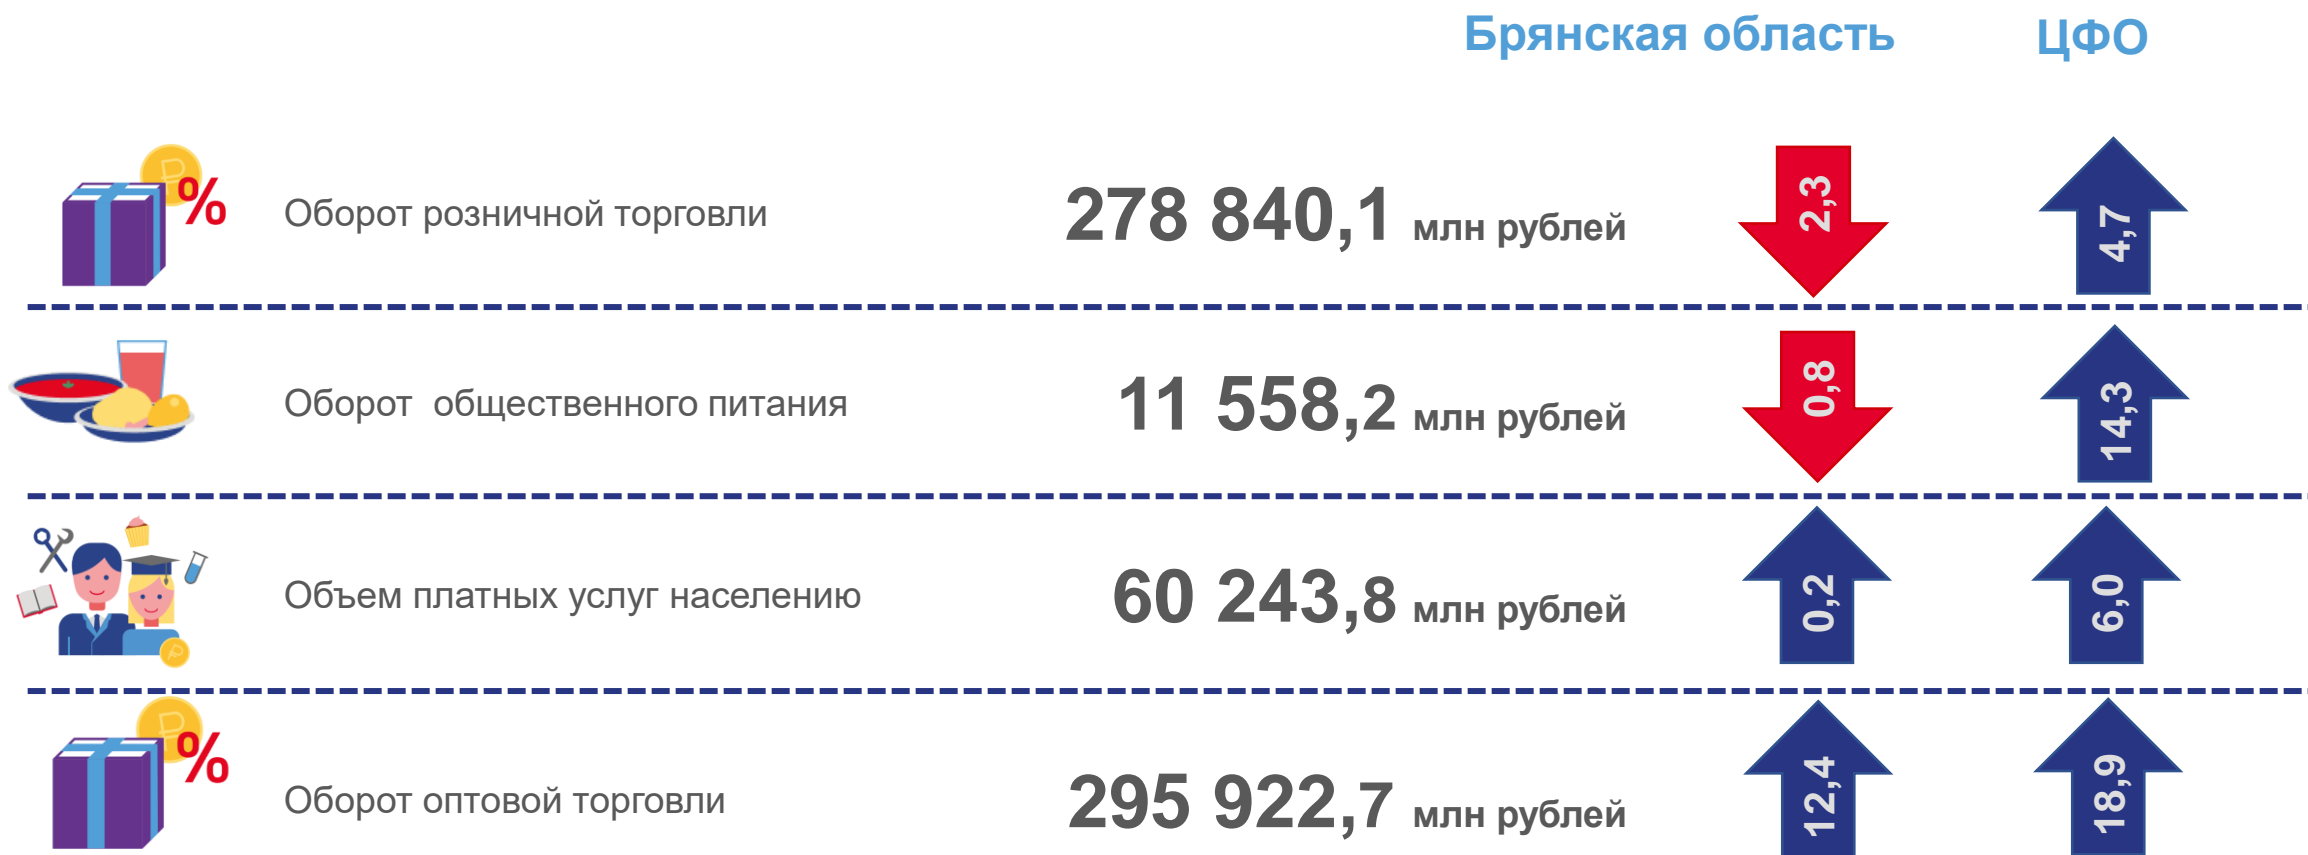 Брянская область ЦФО
% Оборот розничной торговли 278 840,1 млн рублей 2,3 4,7
Оборот общественного питания 11 558,2 млн рублей 0,8 14,3
Объем платных услуг населению 60 243,8 млн рублей 0,2 6,0
% Оборот оптовой торговли 295 922,7 млн рублей 12,4 18,9